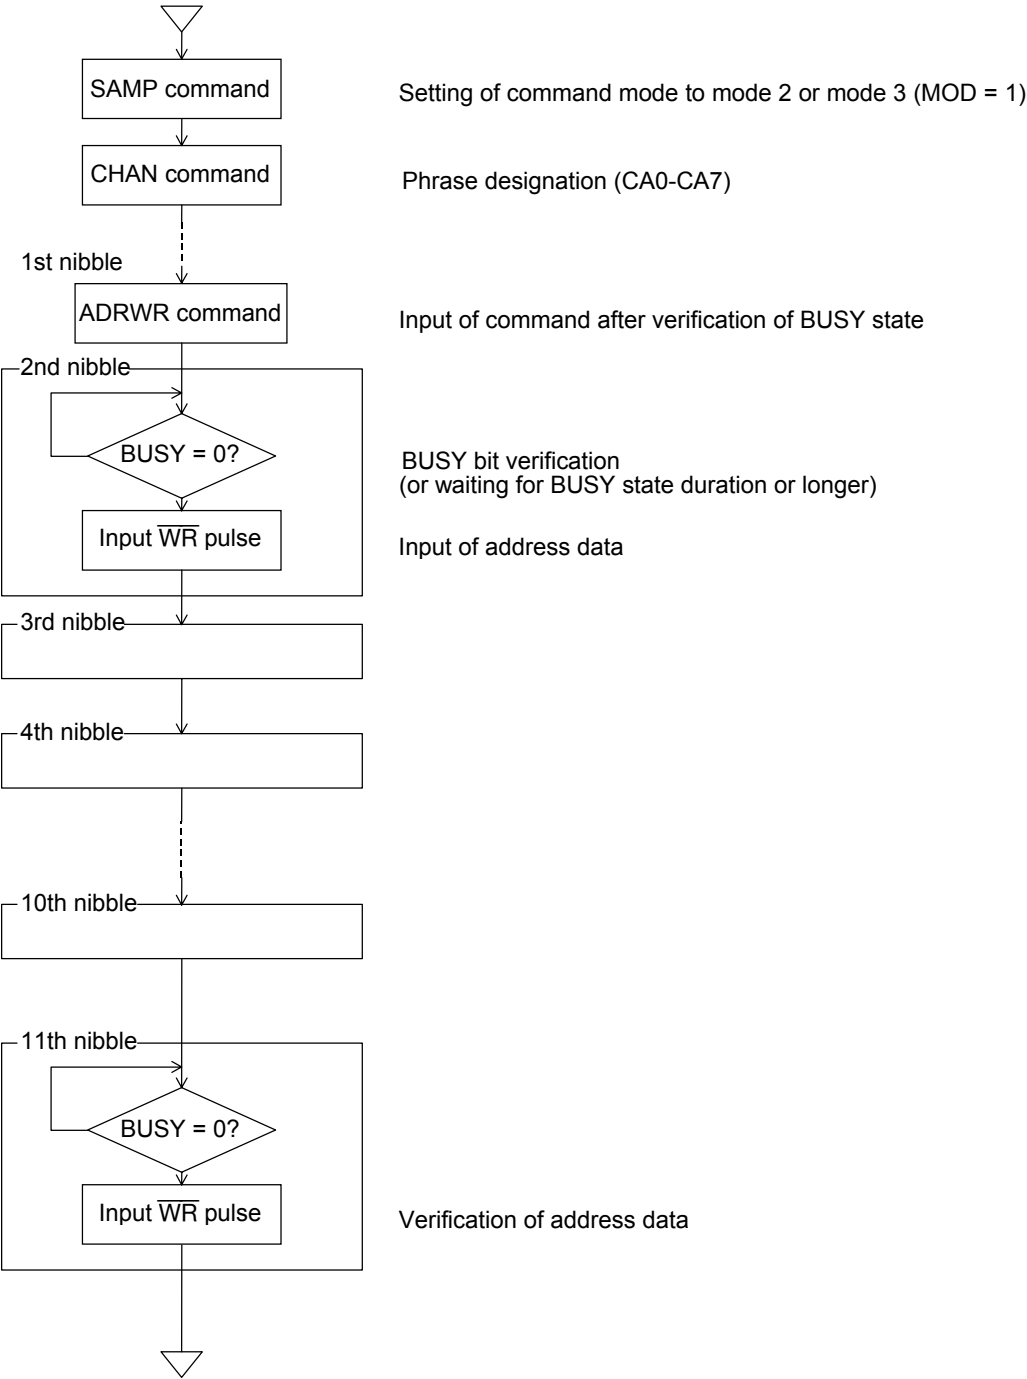 SAMP command
Setting of command mode to mode 2 or mode 3 (MOD = 1)
CHAN command
Phrase designation (CA0-CA7)
1st nibble
ADRWR command
Input of command after verification of BUSY state
2nd nibble
BUSY = 0?
BUSY bit verification
(or waiting for BUSY state duration or longer)
Input W̅R̅ pulse
Input of address data
3rd nibble
4th nibble
10th nibble
11th nibble
BUSY = 0?
Input W̅R̅ pulse
Verification of address data